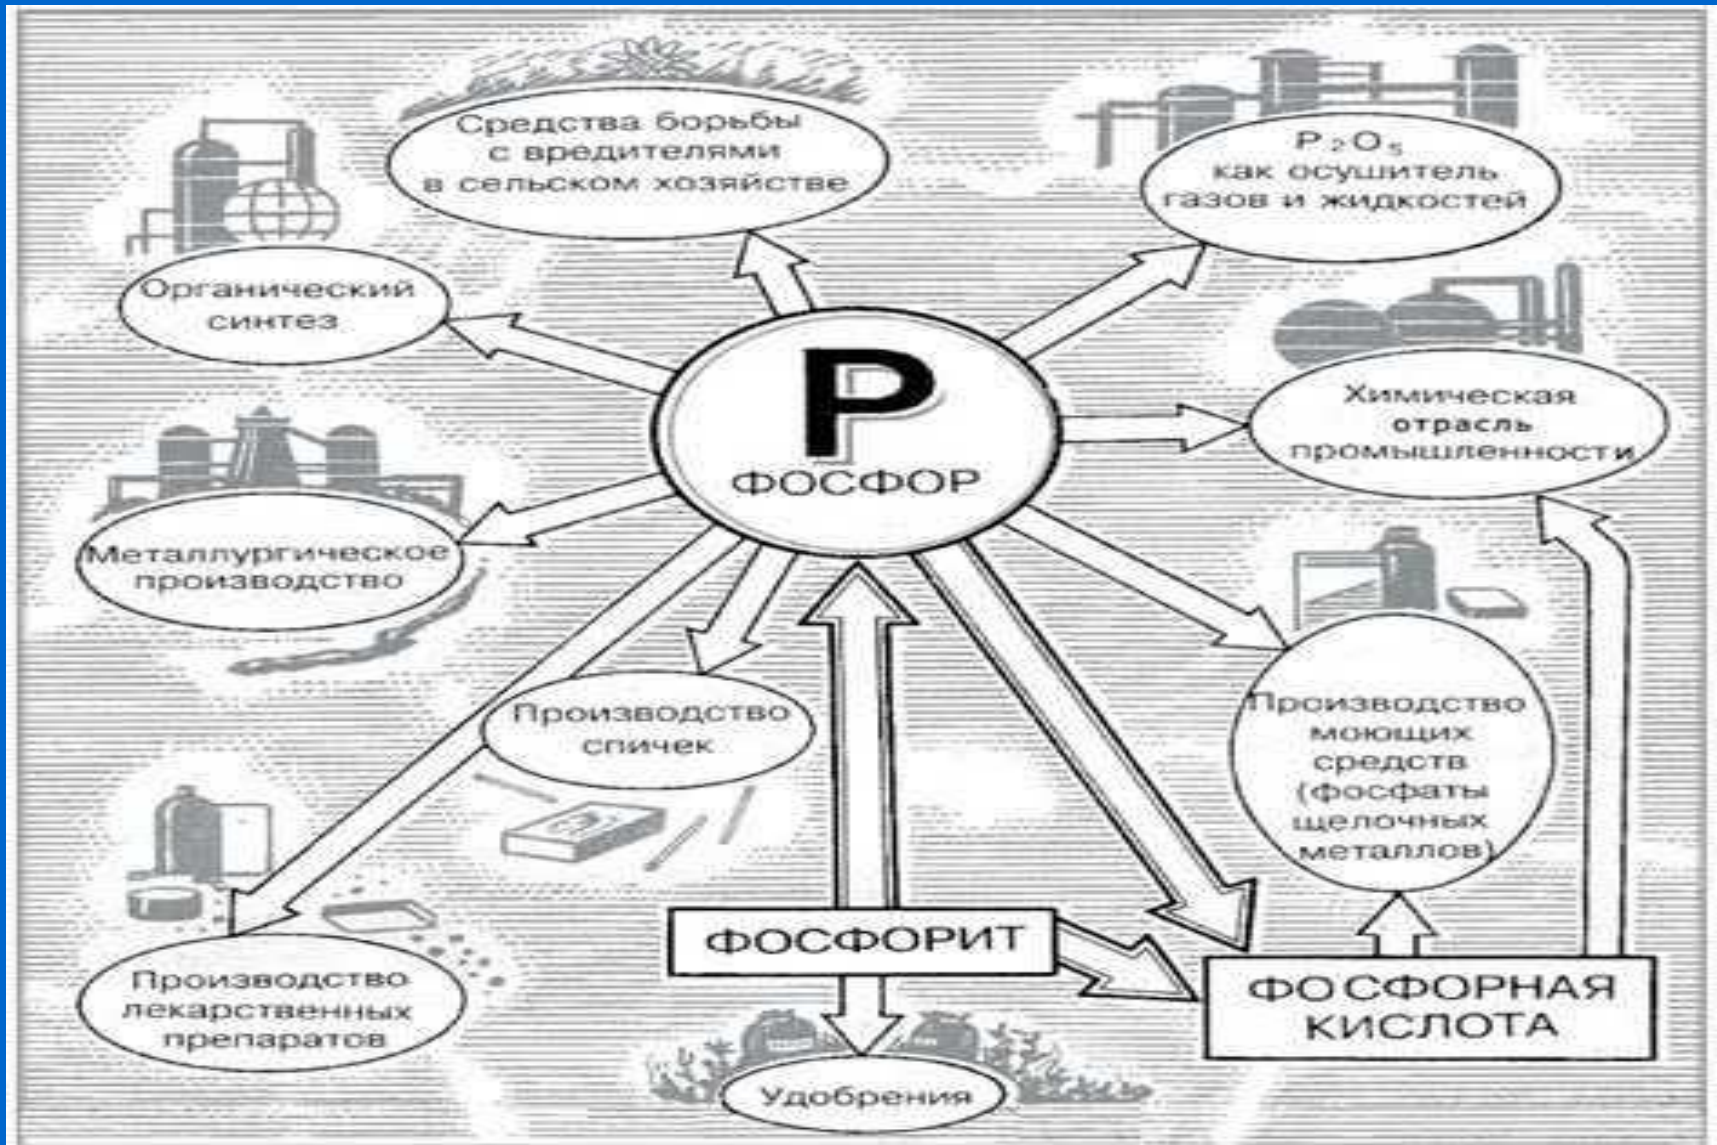 Средства борьбы
с вредителями
в сельском хозяйстве
P₂O₅
как осушитель
газов и жидкостей
Органический
синтез
Химическая
отрасль
промышленности
P
ФОСФОР
Металлургическое
производство
Производство
спичек
Производство
моющих
средств
(фосфаты
щелочных
металлов)
ФОСФОРИТ
Производство
лекарственных
препаратов
ФОСФОРНАЯ
КИСЛОТА
Удобрения